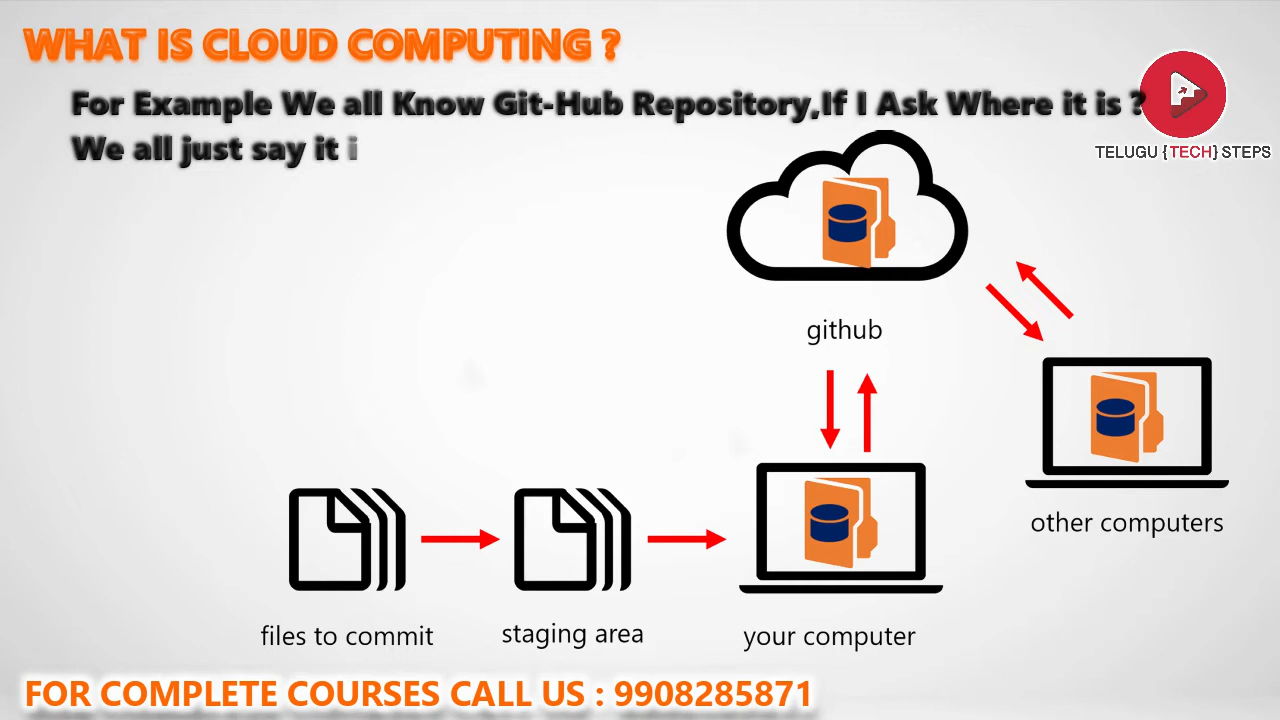 WHAT IS CLOUD COMPUTING ?
For Example We all Know Git-Hub Repository,If I Ask Where it is ?
We all just say it i
TELUGU {TECH} STEPS
github
other computers
files to commit
staging area
your computer
FOR COMPLETE COURSES CALL US : 9908285871